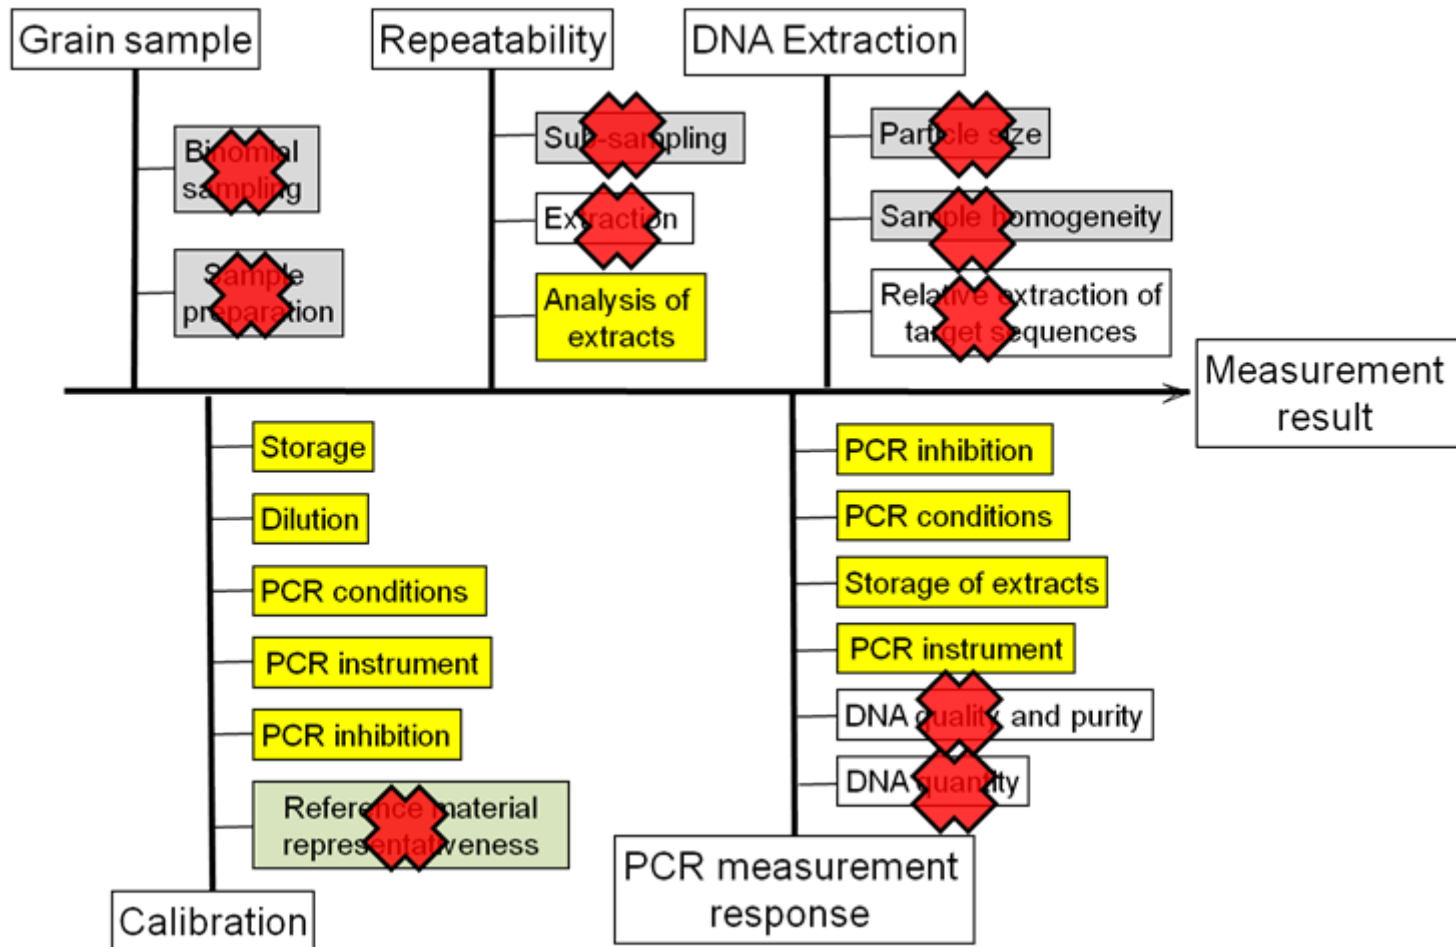 Grain sample
Repeatability
DNA Extraction
Binomial
sampling
Sample
preparation
Sub-sampling
Extraction
Analysis of
extracts
Particle size
Sample homogeneity
Relative extraction of
target sequences
Measurement
result
Storage
Dilution
PCR conditions
PCR instrument
PCR inhibition
Reference material
representativeness
Calibration
PCR inhibition
PCR conditions
Storage of extracts
PCR instrument
DNA quality and purity
DNA quantity
PCR measurement
response